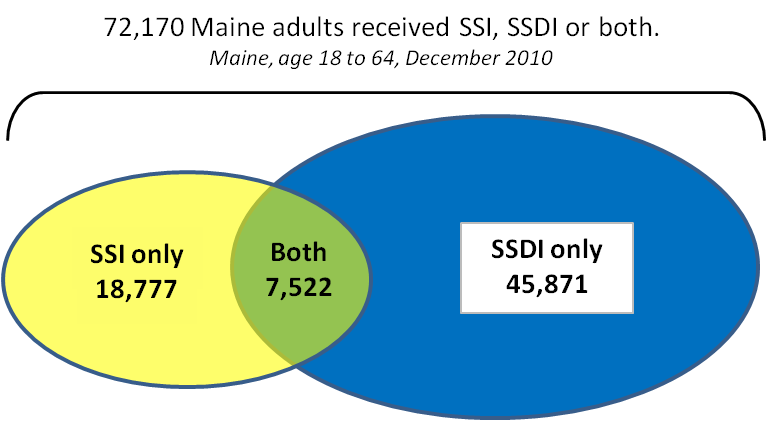 72,170 Maine adults received SSI, SSDI or both.
Maine, age 18 to 64, December 2010
SSI only
18,777
Both
7,522
SSDI only
45,871